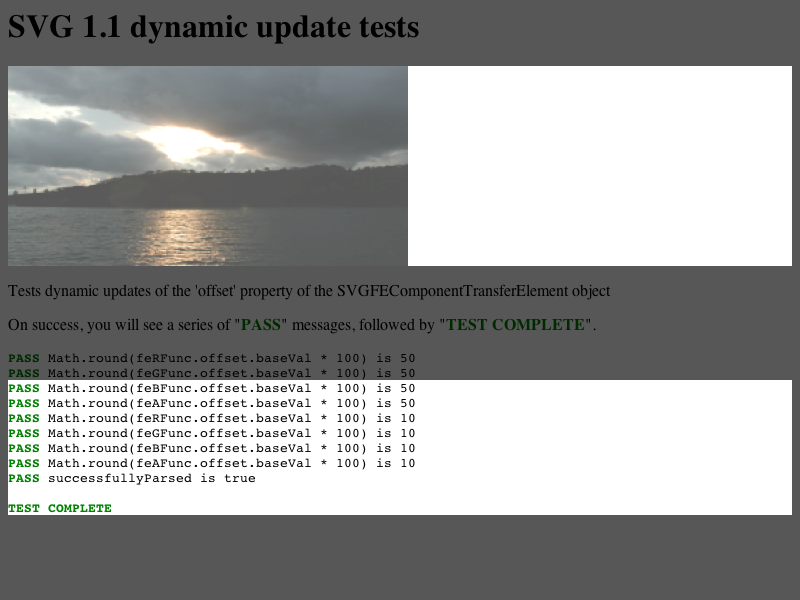 SVG 1.1 dynamic update tests
Tests dynamic updates of the 'offset' property of the SVGFEComponentTransferElement object
On success, you will see a series of "PASS" messages, followed by "TEST COMPLETE".
PASS Math.round(feRFunc.offset.baseVal * 100) is 50
PASS Math.round(feGFunc.offset.baseVal * 100) is 50
PASS Math.round(feBFunc.offset.baseVal * 100) is 50
PASS Math.round(feAFunc.offset.baseVal * 100) is 50
PASS Math.round(feRFunc.offset.baseVal * 100) is 10
PASS Math.round(feGFunc.offset.baseVal * 100) is 10
PASS Math.round(feBFunc.offset.baseVal * 100) is 10
PASS Math.round(feAFunc.offset.baseVal * 100) is 10
PASS successfullyParsed is true
TEST COMPLETE